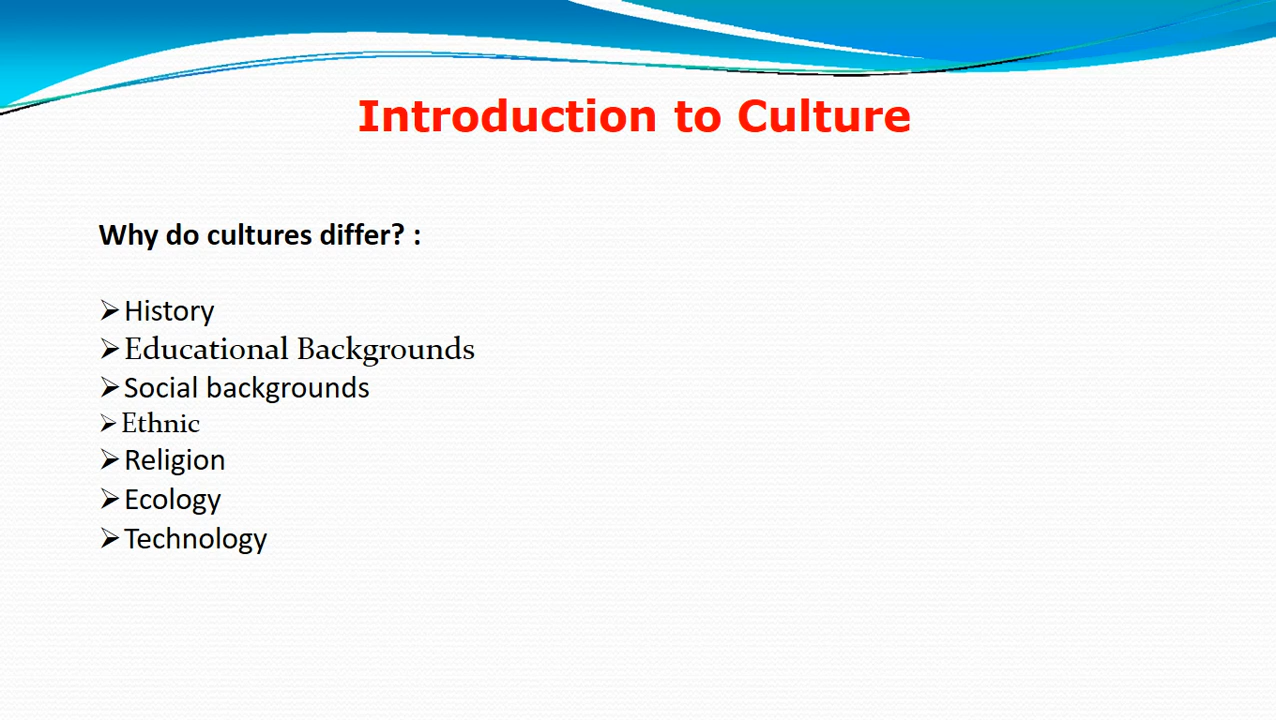 Introduction to Culture
Why do cultures differ? :
➢History
➢Educational Backgrounds
➢Social backgrounds
➢Ethnic
➢Religion
➢Ecology
➢Technology